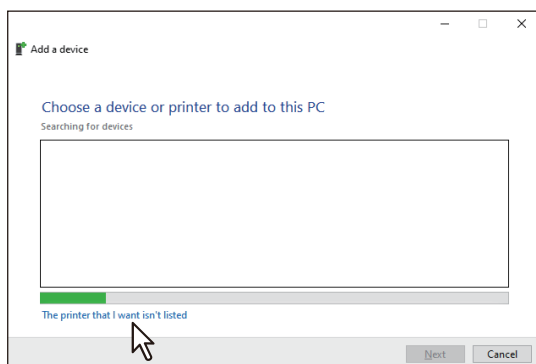 Add a device
Choose a device or printer to add to this PC
Searching for devices
The printer that I want isn't listed
Next
Cancel